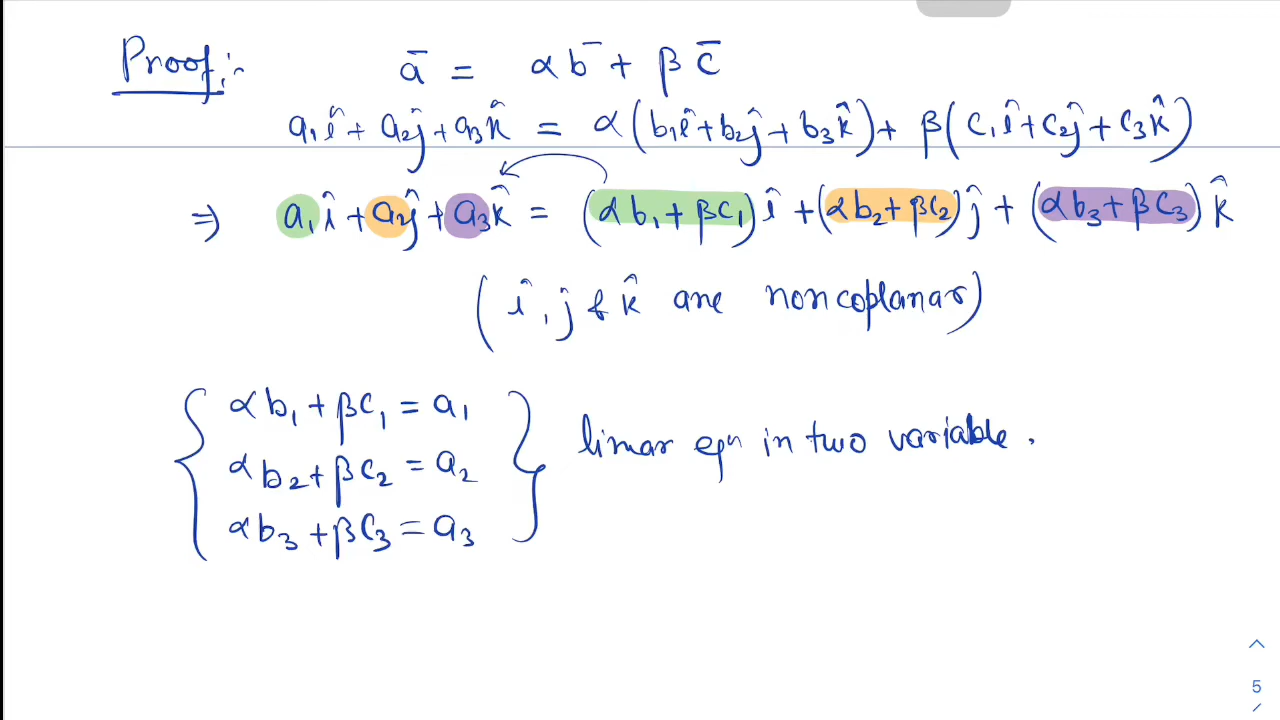 Proof :-  ā = αb̄ + βc̄
a₁î + a₂ĵ + a₃k̂ = α(b₁î + b₂ĵ + b₃k̂) + β(c₁î + c₂ĵ + c₃k̂)
⇒ a₁î + a₂ĵ + a₃k̂ = (αb₁ + βc₁)î + (αb₂ + βc₂)ĵ + (αb₃ + βc₃)k̂
(î, ĵ & k̂ are noncoplanar)
αb₁ + βc₁ = a₁
αb₂ + βc₂ = a₂
αb₃ + βc₃ = a₃
linear eqⁿ in two variable.
5